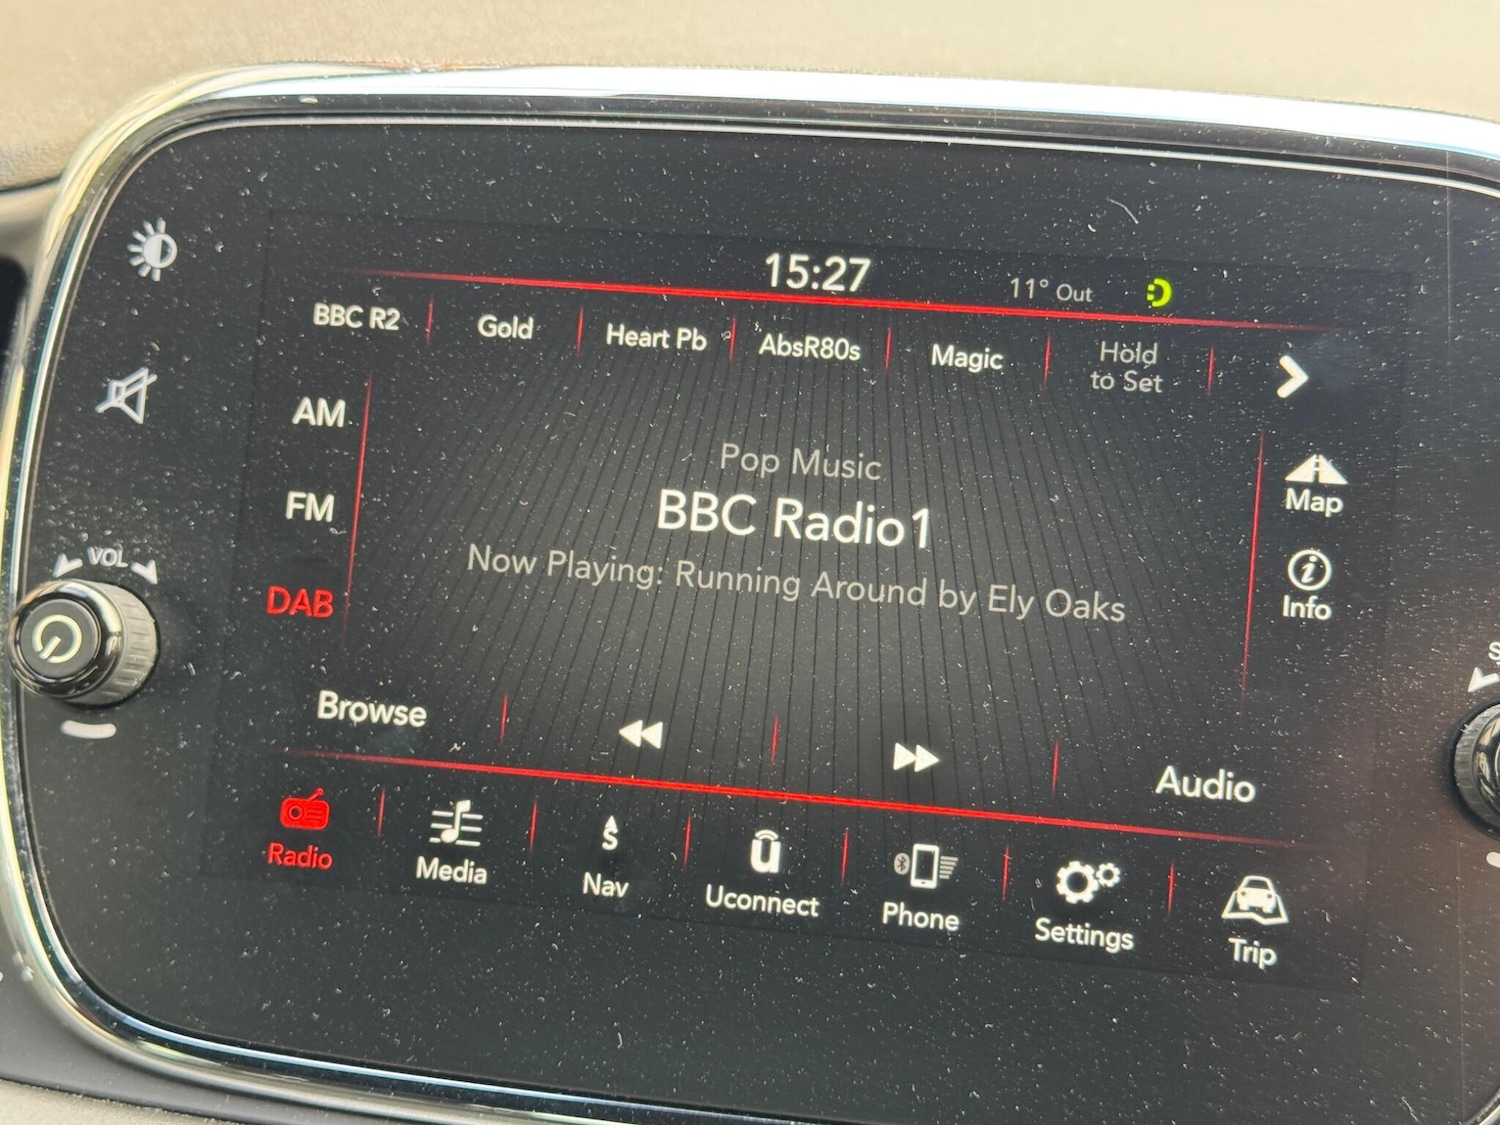 15:27
11° Out
BBC R2
Gold
Heart Pb
AbsR80s
Magic
Hold
to Set
AM
FM
DAB
Pop Music
BBC Radio1
Now Playing: Running Around by Ely Oaks
Map
Info
VOL
Browse
Audio
Radio
Media
S
Nav
Uconnect
Phone
Settings
Trip